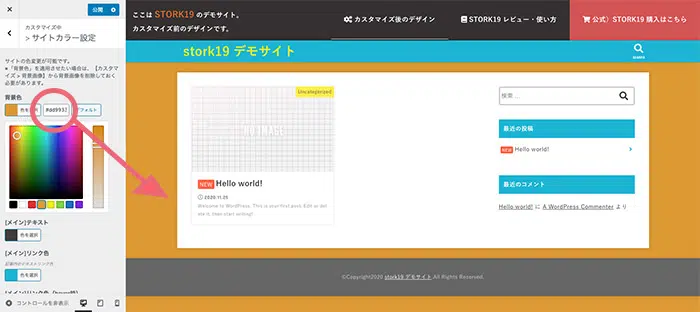 公開
カスタマイズ中
> サイトカラー設定
サイトの色変更が可能です。
※「背景色」を適用させたい場合は、【カスタマイズ > 背景画像】から背景画像を削除しておく必要があります。
背景色
色を選択
#ad993
デフォルト
[メイン]テキスト
色を選択
[メイン]リンク色
記事内のテキストリンク色
色を選択
コントロールを非表示
ここは STORK19 のデモサイト。
カスタマイズ前のデザインです。
カスタマイズ後のデザイン
STORK19 レビュー・使い方
公式）STORK19 購入はこちら
stork19 デモサイト
SEARCH
Uncategorized
NO IMAGE
NEW Hello world!
2020.11.25
Welcome to WordPress. This is your first post. Edit or delete it, then start writing!
検索 …
最近の投稿
NEW Hello world!
最近のコメント
Hello world! に A WordPress Commenter より
©Copyright2020 stork19 デモサイト.All Rights Reserved.